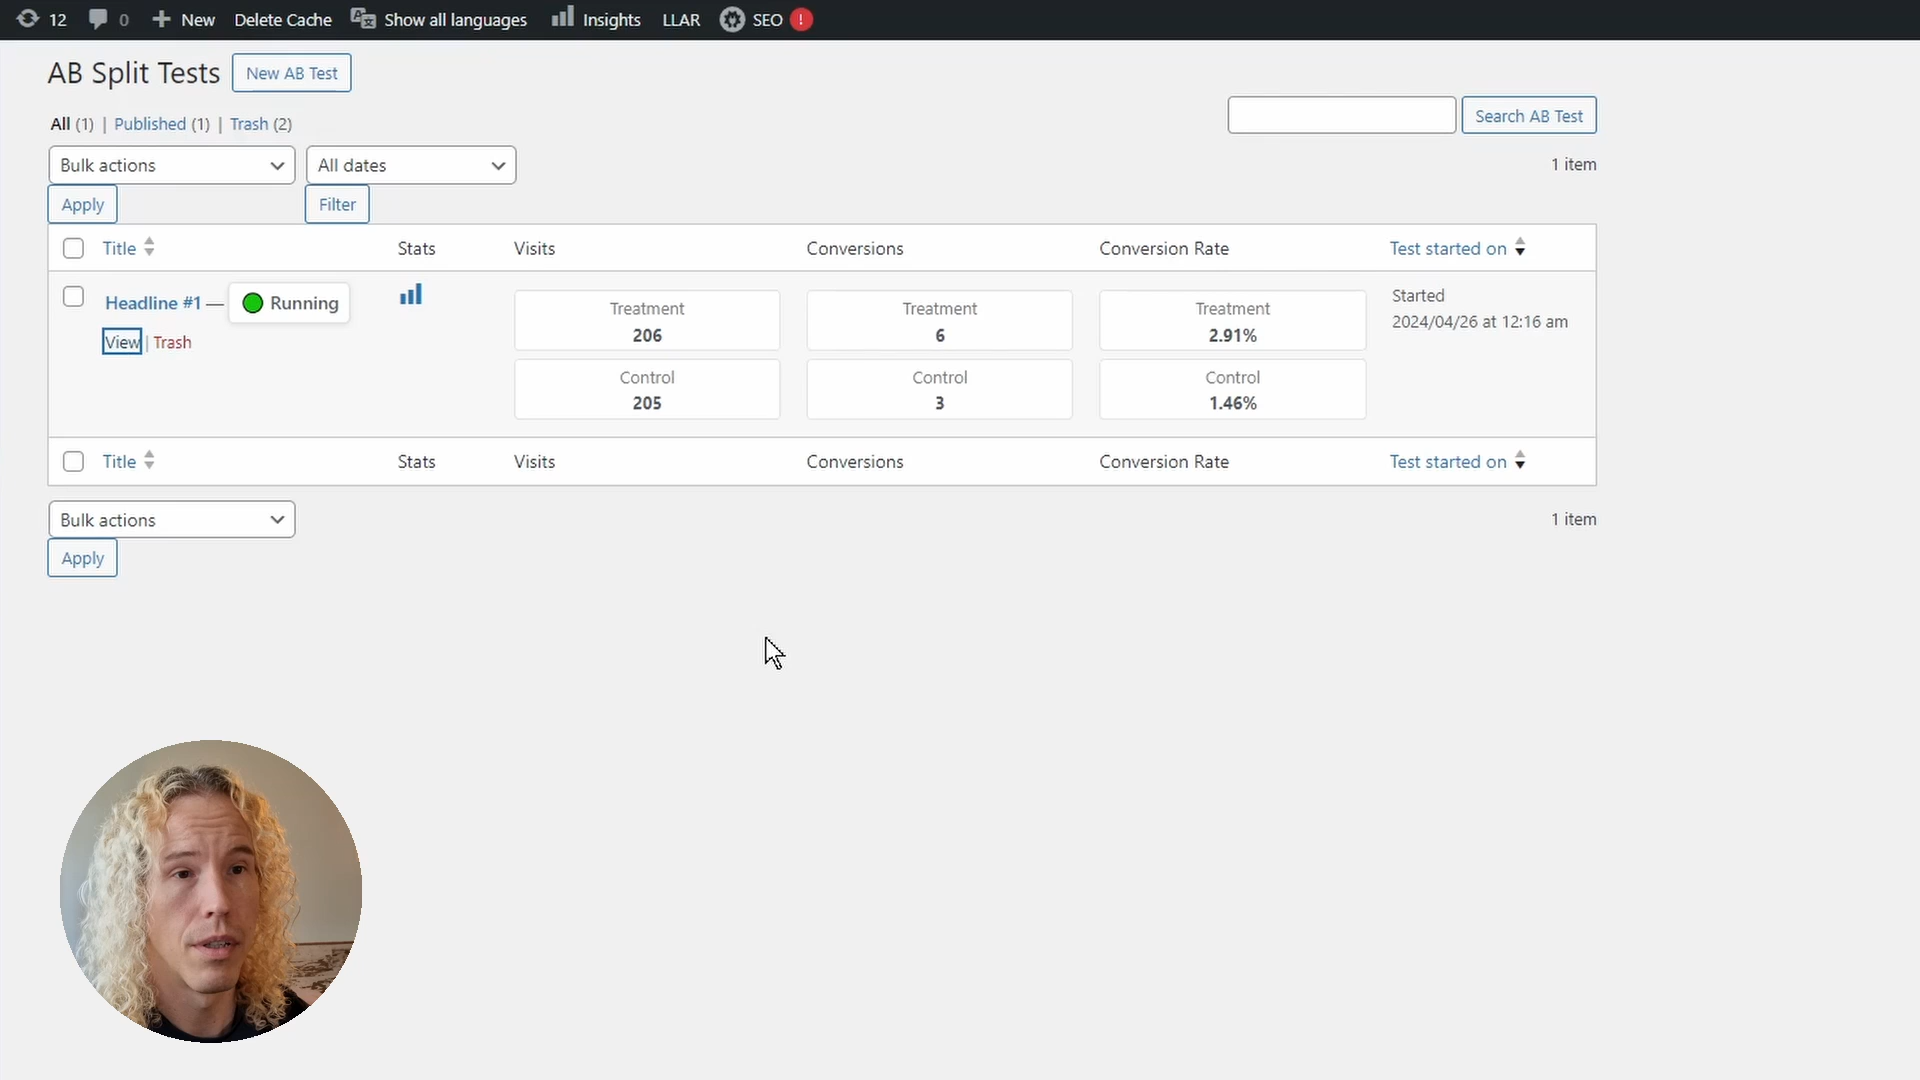 12 0 New Delete Cache Show all languages Insights LLAR SEO !
AB Split Tests New AB Test
All (1) | Published (1) | Trash (2)
Search AB Test
Bulk actions All dates 1 item
Apply Filter
Title Stats Visits Conversions Conversion Rate Test started on
Headline #1 — Running
View | Trash
Treatment
206
Control
205
Treatment
6
Control
3
Treatment
2.91%
Control
1.46%
Started
2024/04/26 at 12:16 am
Title Stats Visits Conversions Conversion Rate Test started on
Bulk actions 1 item
Apply